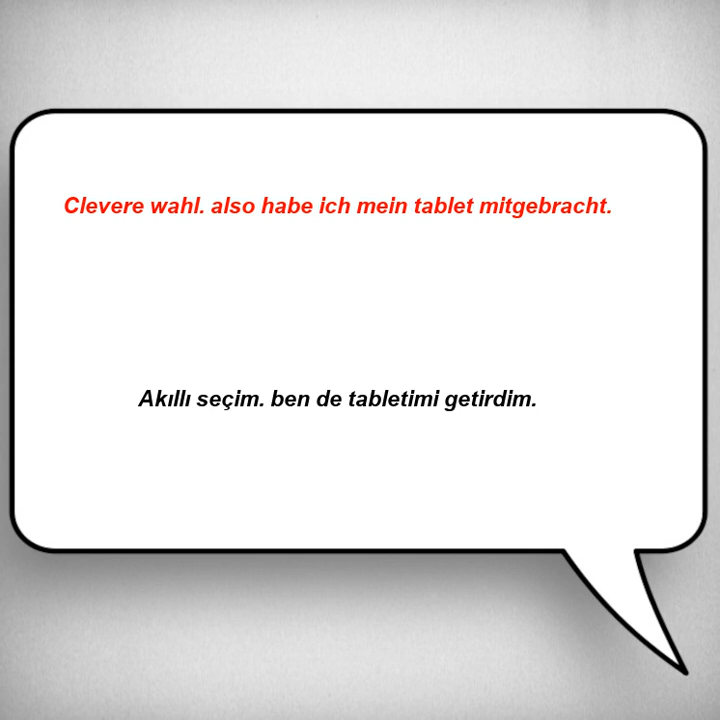 Clevere wahl. also habe ich mein tablet mitgebracht.
Akıllı seçim. ben de tabletimi getirdim.